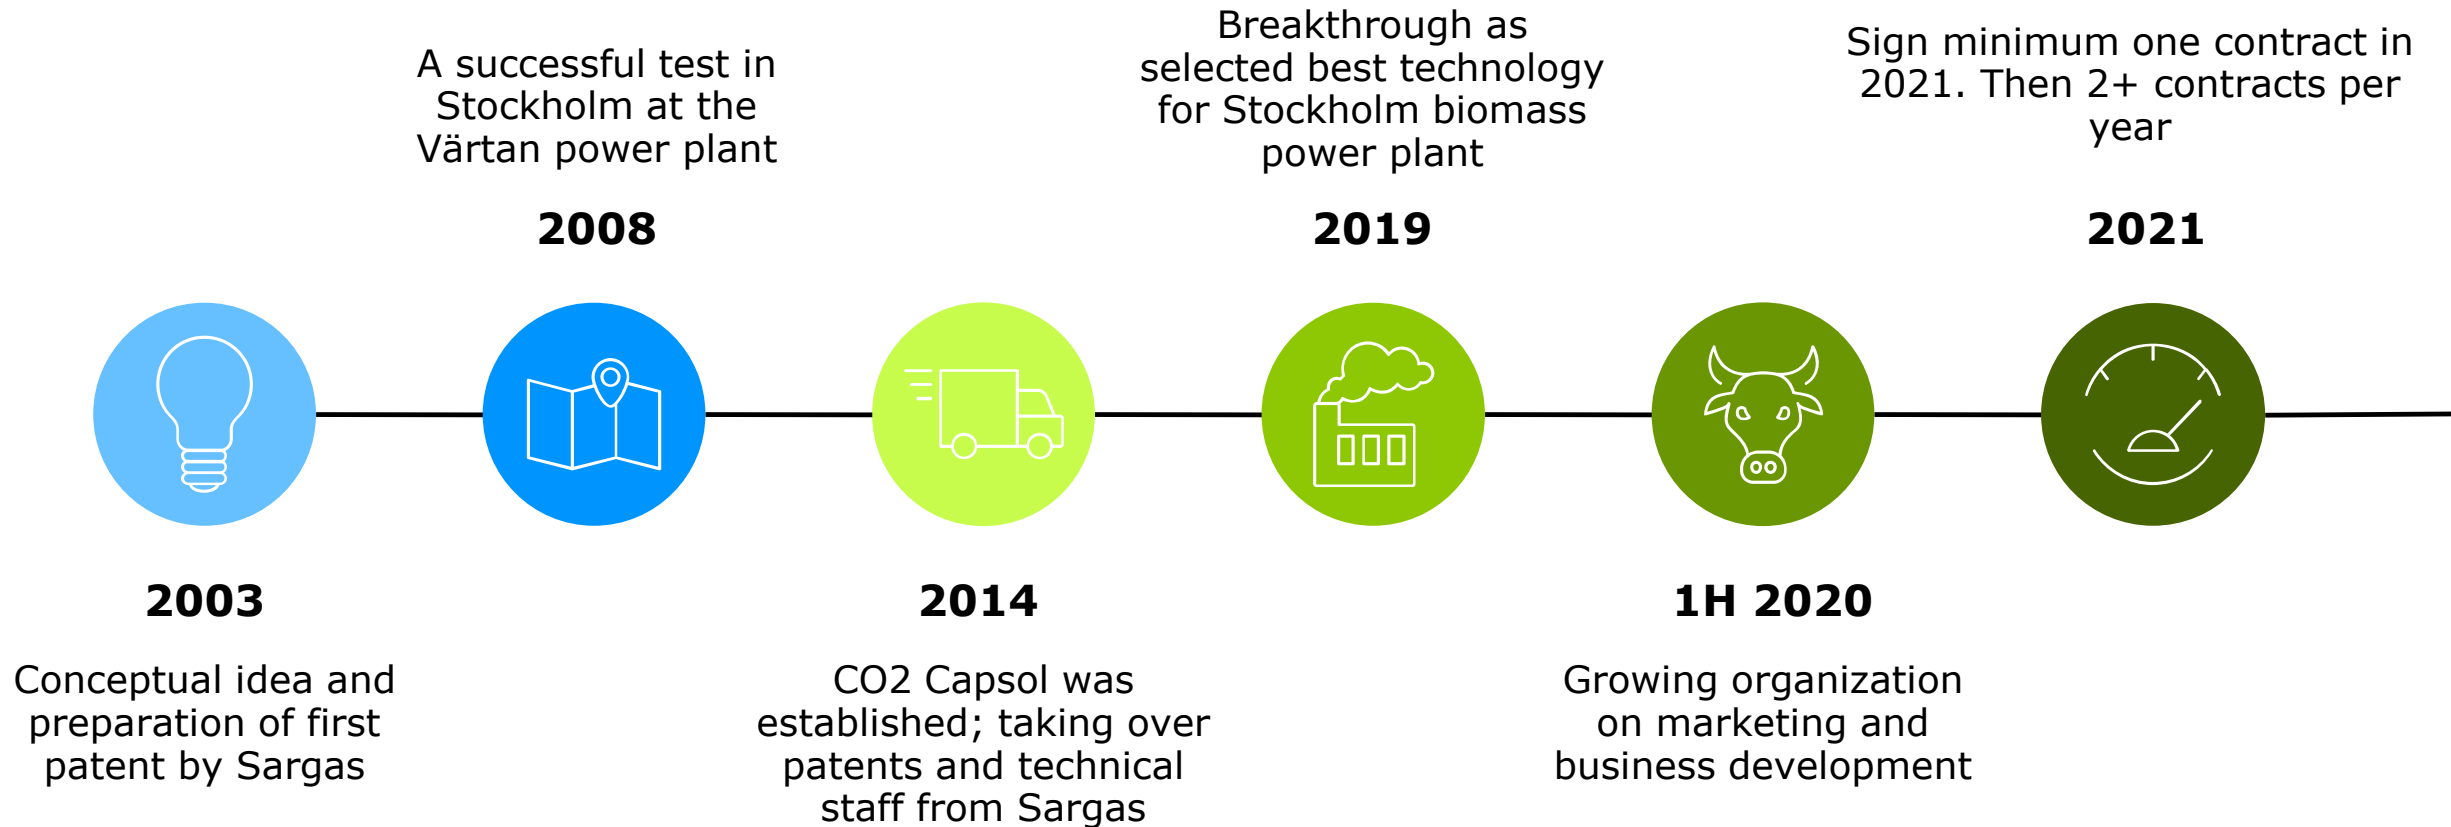 A successful test in
Stockholm at the
Värtan power plant
2008
Breakthrough as
selected best technology
for Stockholm biomass
power plant
2019
Sign minimum one contract in
2021. Then 2+ contracts per
year
2021
2003
Conceptual idea and
preparation of first
patent by Sargas
2014
CO2 Capsol was
established; taking over
patents and technical
staff from Sargas
1H 2020
Growing organization
on marketing and
business development